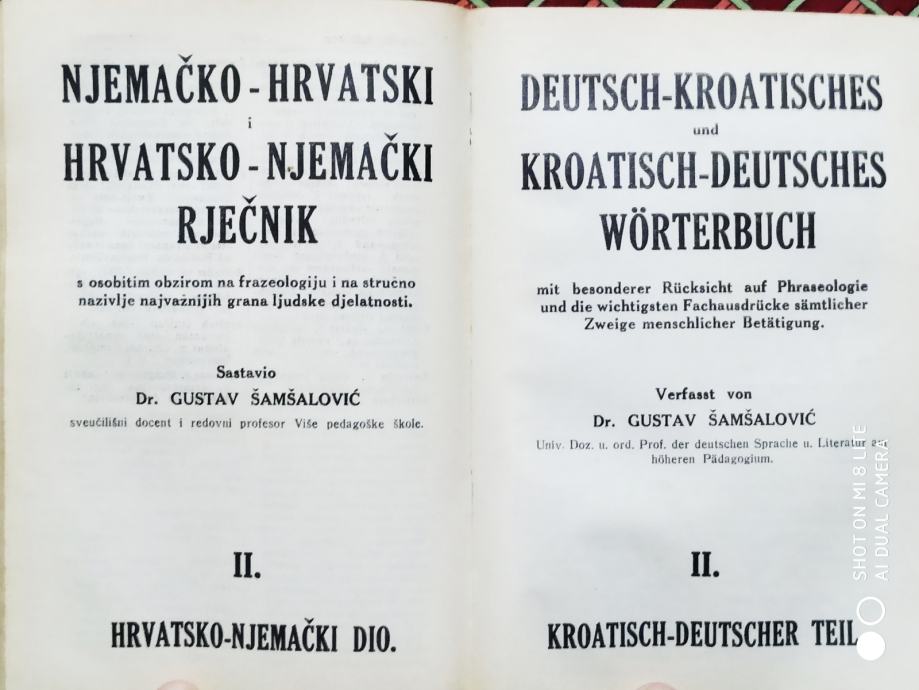 NJEMAČKO - HRVATSKI
i
HRVATSKO - NJEMAČKI
RJEČNIK
s osobitim obzirom na frazeologiju i na stručno
nazivlje najvažnijih grana ljudske djelatnosti.
Sastavio
Dr. GUSTAV ŠAMŠALOVIĆ
sveučilišni docent i redovni profesor Više pedagoške škole.
II.
HRVATSKO-NJEMAČKI DIO.
DEUTSCH-KROATISCHES
und
KROATISCH-DEUTSCHES
WÖRTERBUCH
mit besonderer Rücksicht auf Phraseologie
und die wichtigsten Fachausdrücke sämtlicher
Zweige menschlicher Betätigung.
Verfasst von
Dr. GUSTAV ŠAMŠALOVIĆ
Univ. Doz. u. ord. Prof. der deutschen Sprache u. Literatur
höheren Pädagogium.
II.
KROATISCH-DEUTSCHER TEIL
SHOT ON MI 8 LITE
AI DUAL CAMERA